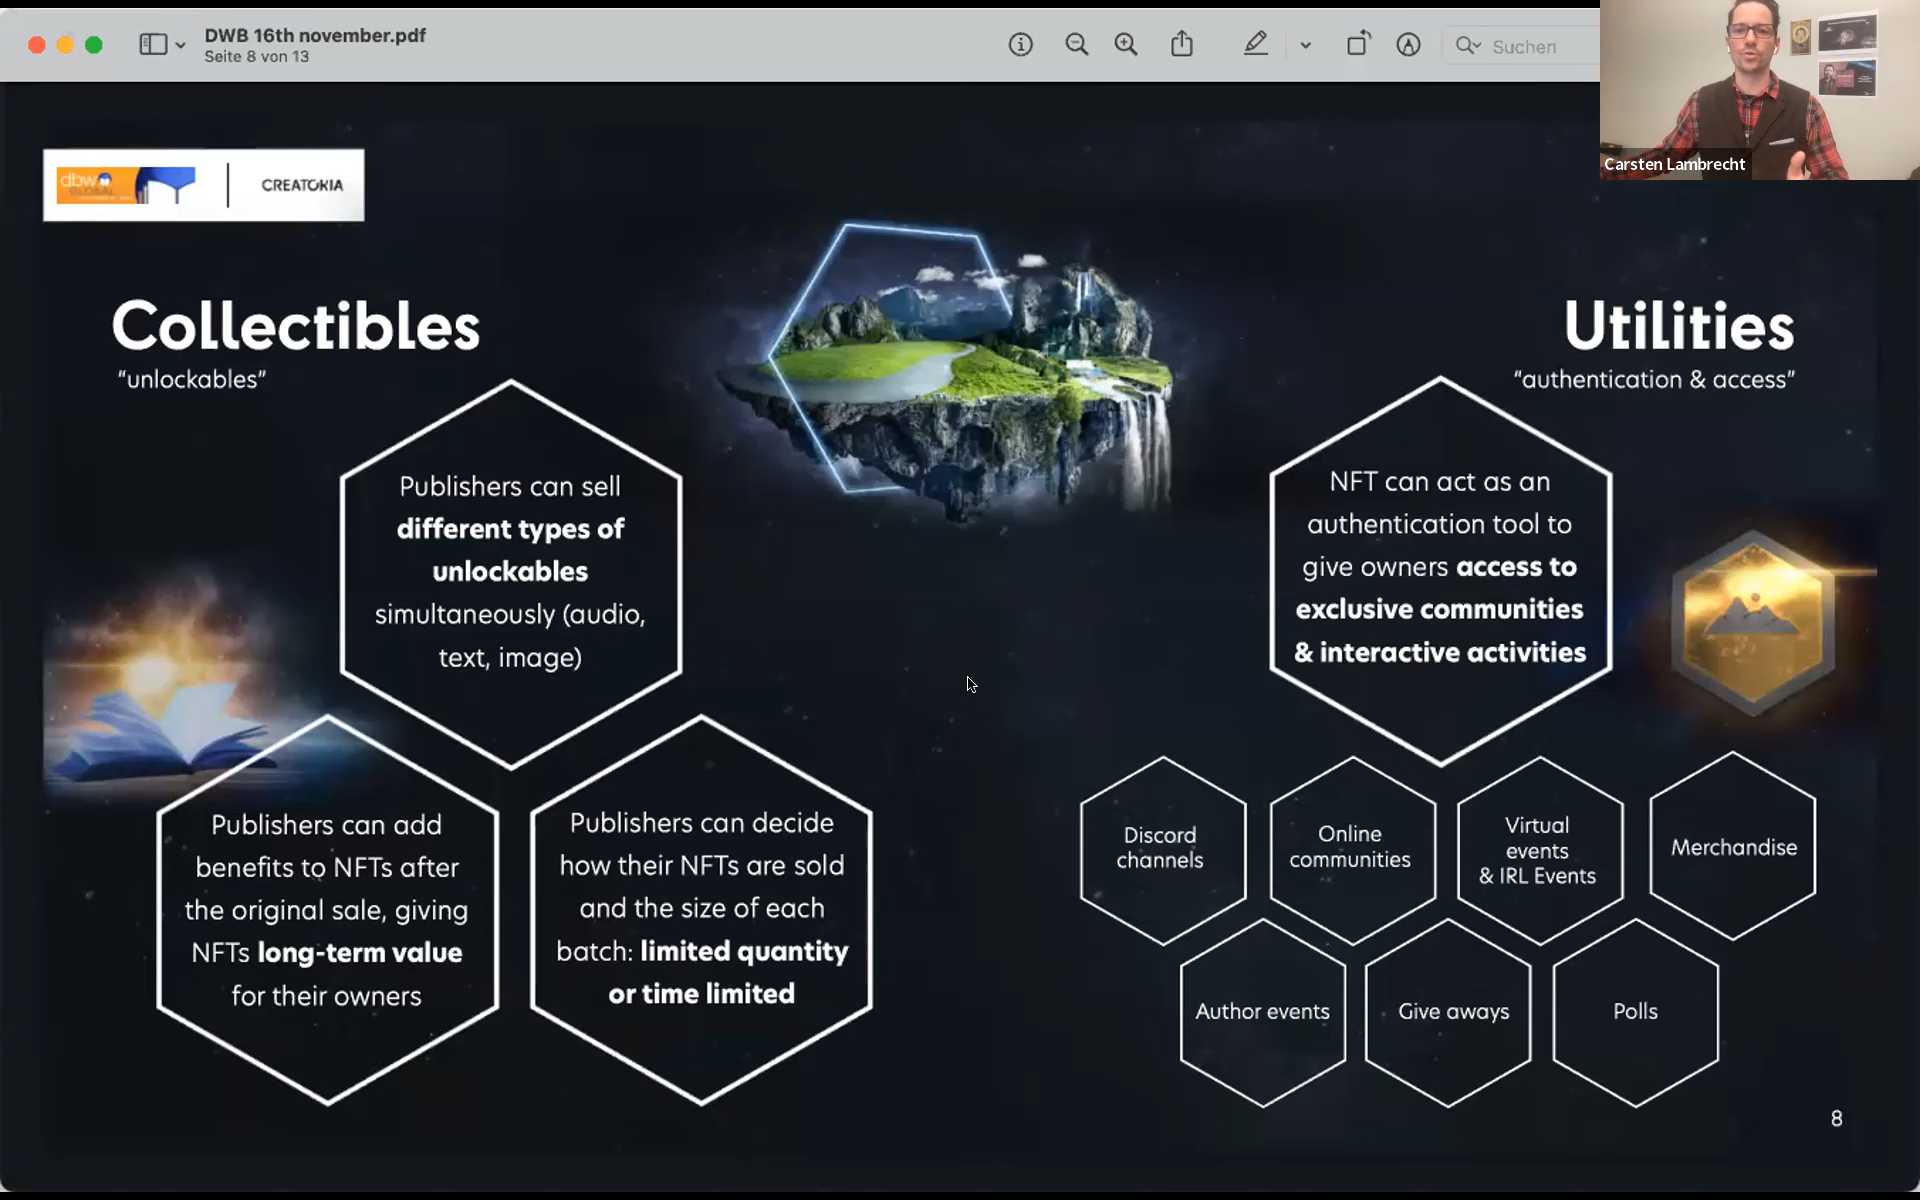 DWB 16th november.pdf
Seite 8 von 13
Suchen
Carsten Lambrecht
dbw
GLOBAL
CREATOKIA
Collectibles
“unlockables”
Utilities
“authentication & access”
Publishers can sell
different types of
unlockables
simultaneously (audio,
text, image)
NFT can act as an
authentication tool to
give owners access to
exclusive communities
& interactive activities
Publishers can add
benefits to NFTs after
the original sale, giving
NFTs long-term value
for their owners
Publishers can decide
how their NFTs are sold
and the size of each
batch: limited quantity
or time limited
Discord
channels
Online
communities
Virtual
events
& IRL Events
Merchandise
Author events
Give aways
Polls
8